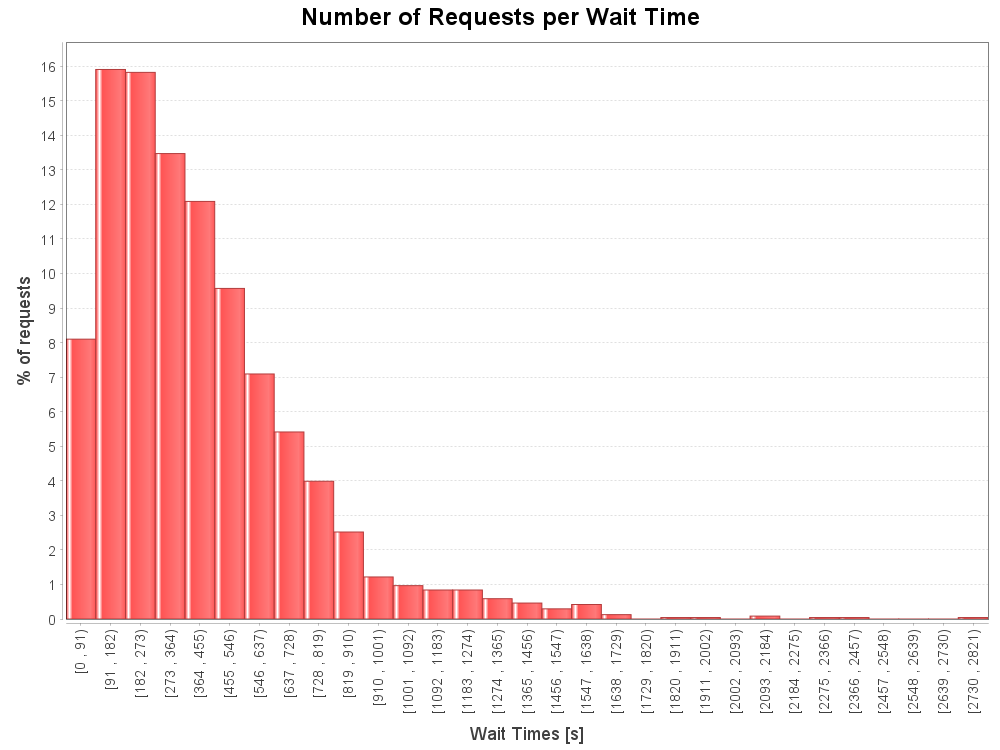 Number of Requests per Wait Time
% of requests
16
15
14
13
12
11
10
9
8
7
6
5
4
3
2
1
0
[0 , 91)
[91 , 182)
[182 , 273)
[273 , 364)
[364 , 455)
[455 , 546)
[546 , 637)
[637 , 728)
[728 , 819)
[819 , 910)
[910 , 1001)
[1001 , 1092)
[1092 , 1183)
[1183 , 1274)
[1274 , 1365)
[1365 , 1456)
[1456 , 1547)
[1547 , 1638)
[1638 , 1729)
[1729 , 1820)
[1820 , 1911)
[1911 , 2002)
[2002 , 2093)
[2093 , 2184)
[2184 , 2275)
[2275 , 2366)
[2366 , 2457)
[2457 , 2548)
[2548 , 2639)
[2639 , 2730)
[2730 , 2821)
Wait Times [s]